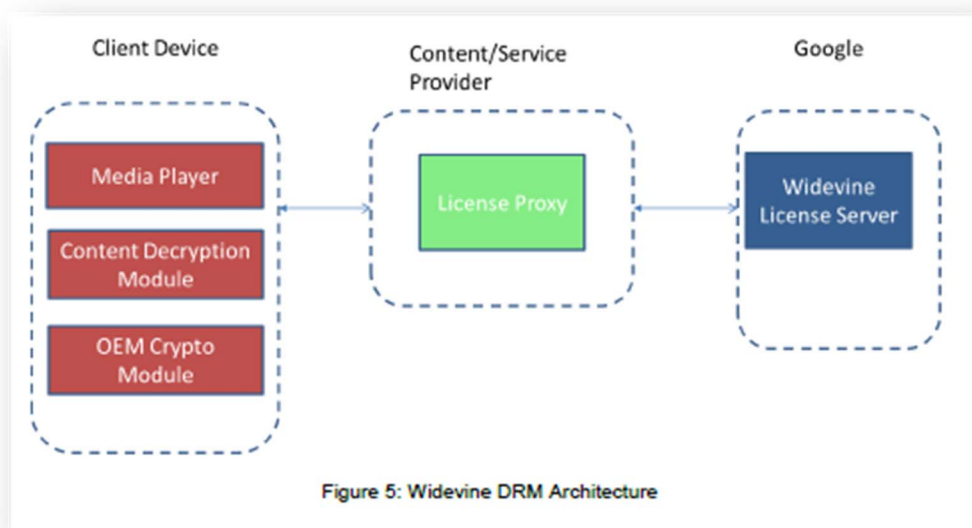 Client Device
Content/Service
Provider
Google
Media Player
Content Decryption
Module
OEM Crypto
Module
License Proxy
Widevine
License Server
Figure 5: Widevine DRM Architecture